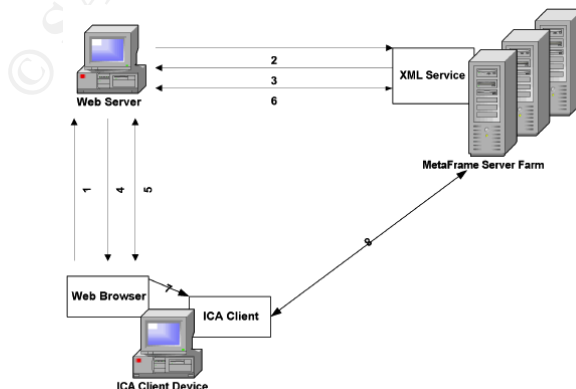 © S
2
XML Service
3
6
Web Server
MetaFrame Server Farm
1
4
5
8
7
Web Browser
ICA Client
ICA Client Device